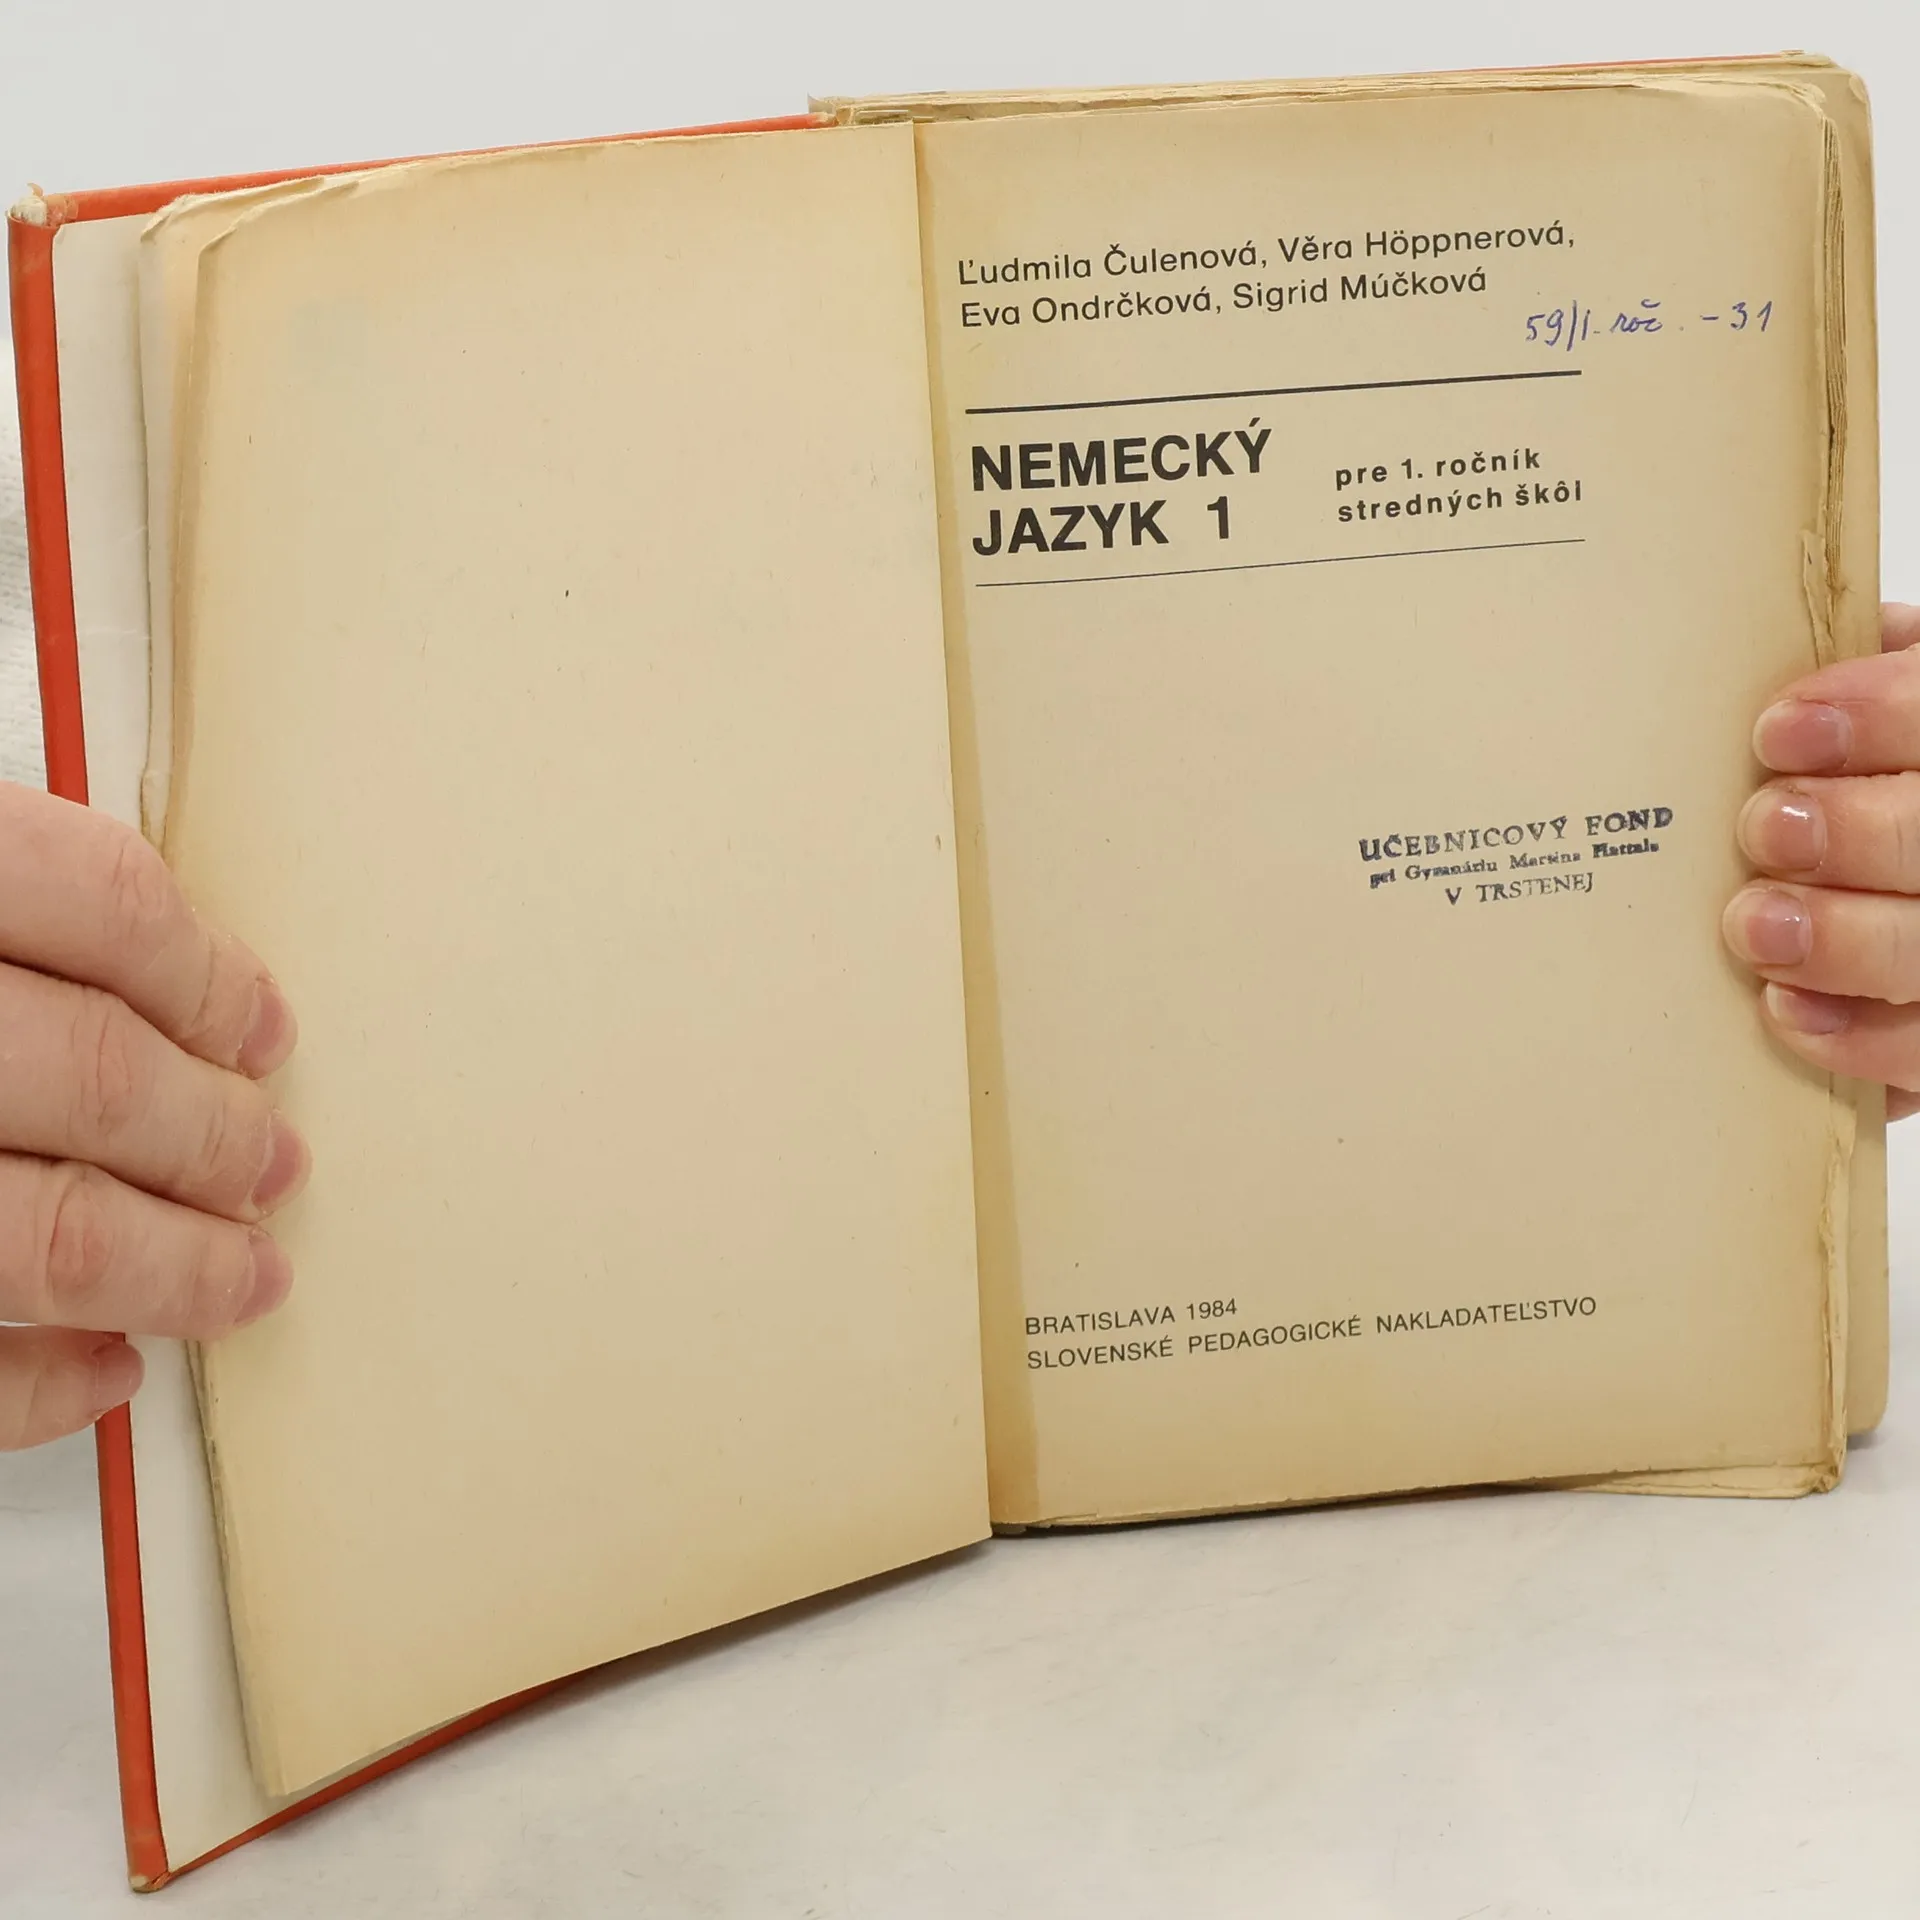 Ľudmila Čulenová, Věra Höppnerová,
Eva Ondrčková, Sigrid Múčková
59/I. roč. - 31
NEMECKÝ
JAZYK 1
pre 1. ročník
stredných škôl
UČEBNICOVÝ FOND
pri Gymnáziu Martina Hattalu
V TRSTENEJ
BRATISLAVA 1984
SLOVENSKÉ PEDAGOGICKÉ NAKLADATEĽSTVO